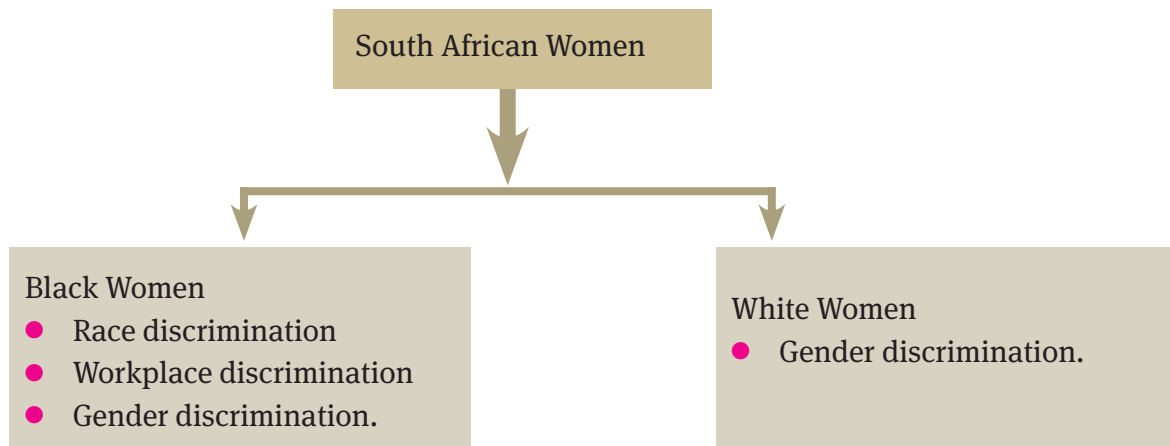 South African Women
Black Women
● Race discrimination
● Workplace discrimination
● Gender discrimination.
White Women
● Gender discrimination.